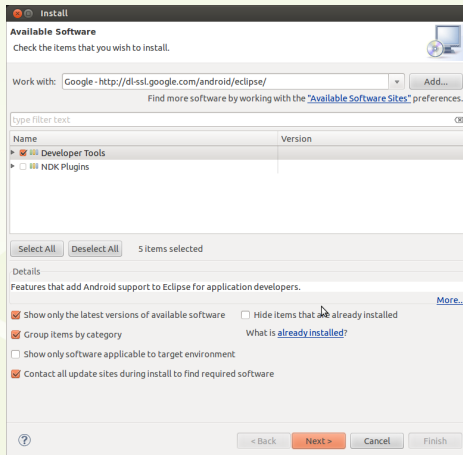 Install
Available Software
Check the items that you wish to install.
Work with: Google - http://dl-ssl.google.com/android/eclipse/ Add...
Find more software by working with the "Available Software Sites" preferences.
type filter text
Name Version
Developer Tools
NDK Plugins
Select All Deselect All 5 items selected
Details
Features that add Android support to Eclipse for application developers.
More..
Show only the latest versions of available software Hide items that are already installed
Group items by category What is already installed?
Show only software applicable to target environment
Contact all update sites during install to find required software
< Back Next > Cancel Finish